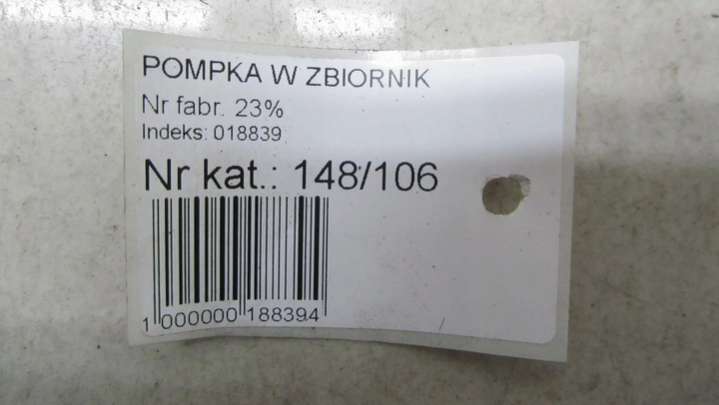 POMPKA W ZBIORNIK
Nr fabr. 23%
Indeks: 018839
Nr kat.: 148/106
1 000000 188394